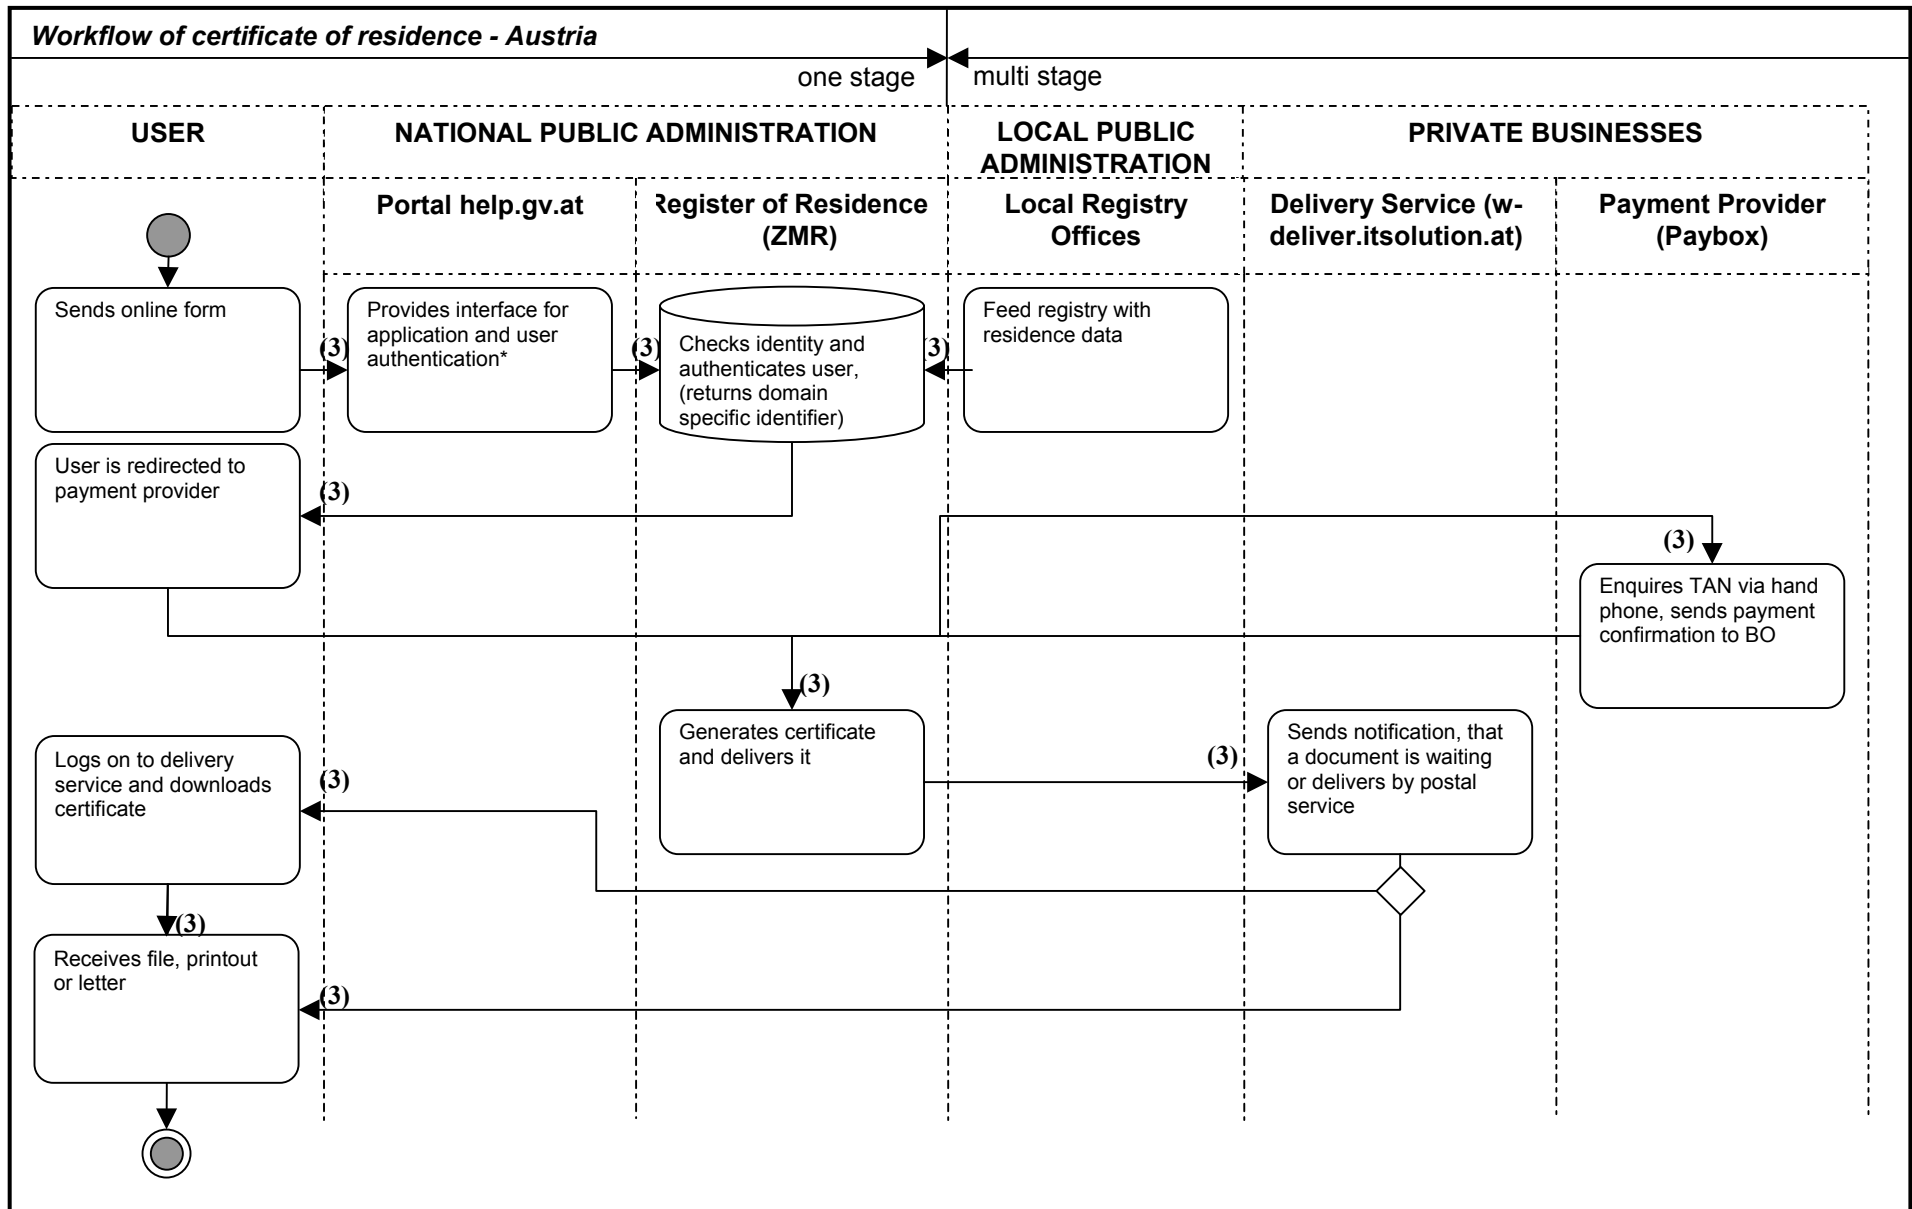 Workflow of certificate of residence - Austria
one stage
multi stage
USER
NATIONAL PUBLIC ADMINISTRATION
LOCAL PUBLIC
ADMINISTRATION
PRIVATE BUSINESSES
Portal help.gv.at
Register of Residence
(ZMR)
Local Registry
Offices
Delivery Service (w-
deliver.itsolution.at)
Payment Provider
(Paybox)
Sends online form
(3)
Provides interface for
application and user
authentication*
(3)
Checks identity and
authenticates user,
(returns domain
specific identifier)
(3)
Feed registry with
residence data
User is redirected to
payment provider
(3)
(3)
Enquires TAN via hand
phone, sends payment
confirmation to BO
(3)
Generates certificate
and delivers it
(3)
Sends notification, that
a document is waiting
or delivers by postal
service
Logs on to delivery
service and downloads
certificate
(3)
(3)
Receives file, printout
or letter
(3)